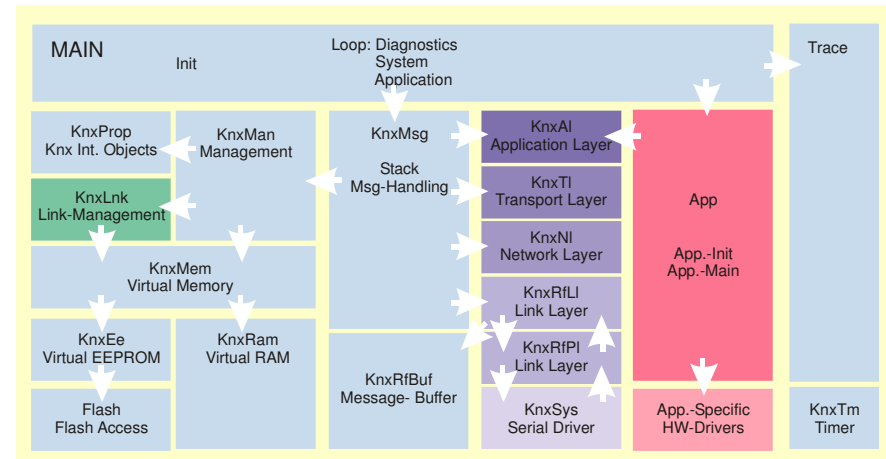 MAIN
Init
Loop: Diagnostics
System
Application
Trace
KnxProp
Knx Int. Objects
KnxMan
Management
KnxMsg
Stack
Msg-Handling
KnxAl
Application Layer
KnxLnk
Link-Management
KnxTl
Transport Layer
App
App.-Init
App.-Main
KnxNl
Network Layer
KnxMem
Virtual Memory
KnxRfLl
Link Layer
KnxEe
Virtual EEPROM
KnxRam
Virtual RAM
KnxRfBuf
Message- Buffer
KnxRfPl
Link Layer
Flash
Flash Access
KnxSys
Serial Driver
App.-Specific
HW-Drivers
KnxTm
Timer